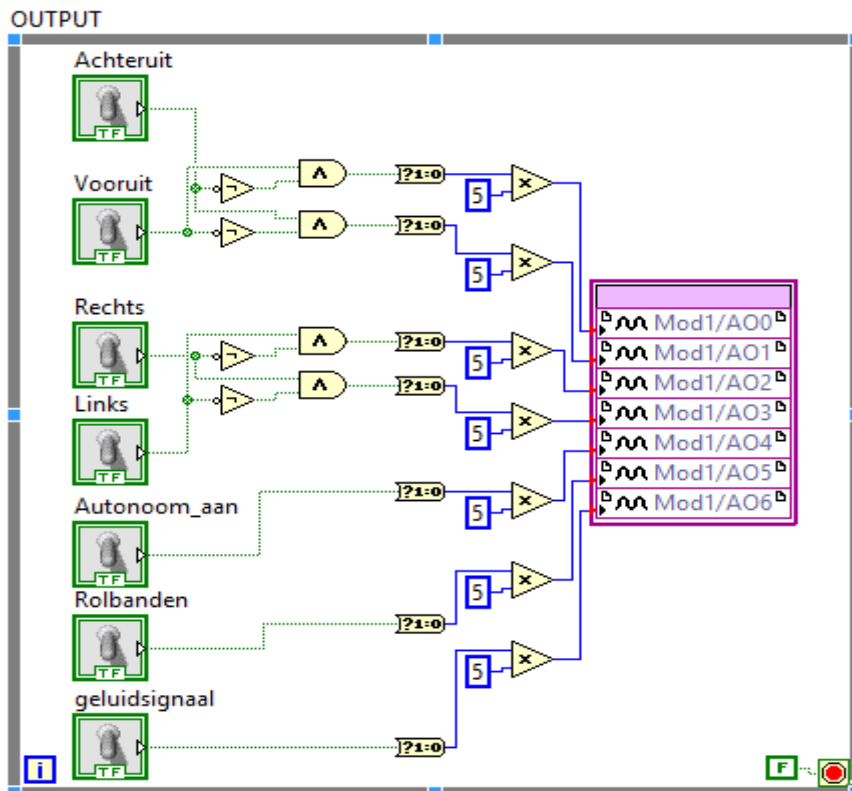 OUTPUT
Achteruit
TF
Vooruit
TF
Rechts
TF
Links
TF
Autonoom_aan
TF
Rolbanden
TF
geluidsignaal
TF
¬
¬
¬
¬
∧
∧
∧
∧
?1:0
?1:0
?1:0
?1:0
?1:0
?1:0
?1:0
5
x
5
x
5
x
5
x
5
x
5
x
5
x
Mod1/AO0
Mod1/AO1
Mod1/AO2
Mod1/AO3
Mod1/AO4
Mod1/AO5
Mod1/AO6
i
F